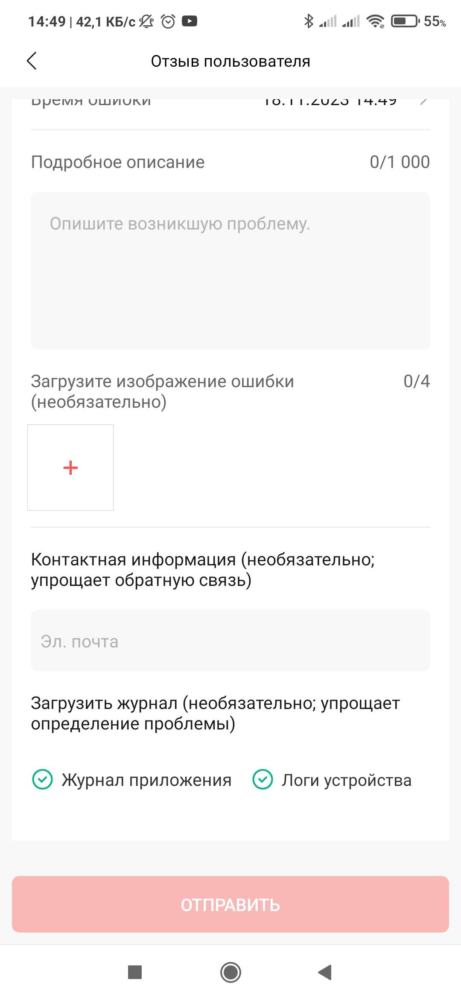 14:49 | 42,1 КБ/с 55%
Отзыв пользователя
Время ошибки 18.11.2023 14:49
Подробное описание 0/1 000
Опишите возникшую проблему.
Загрузите изображение ошибки 0/4
(необязательно)
Контактная информация (необязательно;
упрощает обратную связь)
Эл. почта
Загрузить журнал (необязательно; упрощает
определение проблемы)
Журнал приложения Логи устройства
ОТПРАВИТЬ